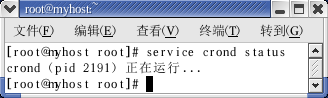 root@myhost:~
文件(F) 编辑(E) 查看(V) 终端(T) 转到(G)
[root@myhost root]# service crond status
crond (pid 2191) 正在运行...
[root@myhost root]#